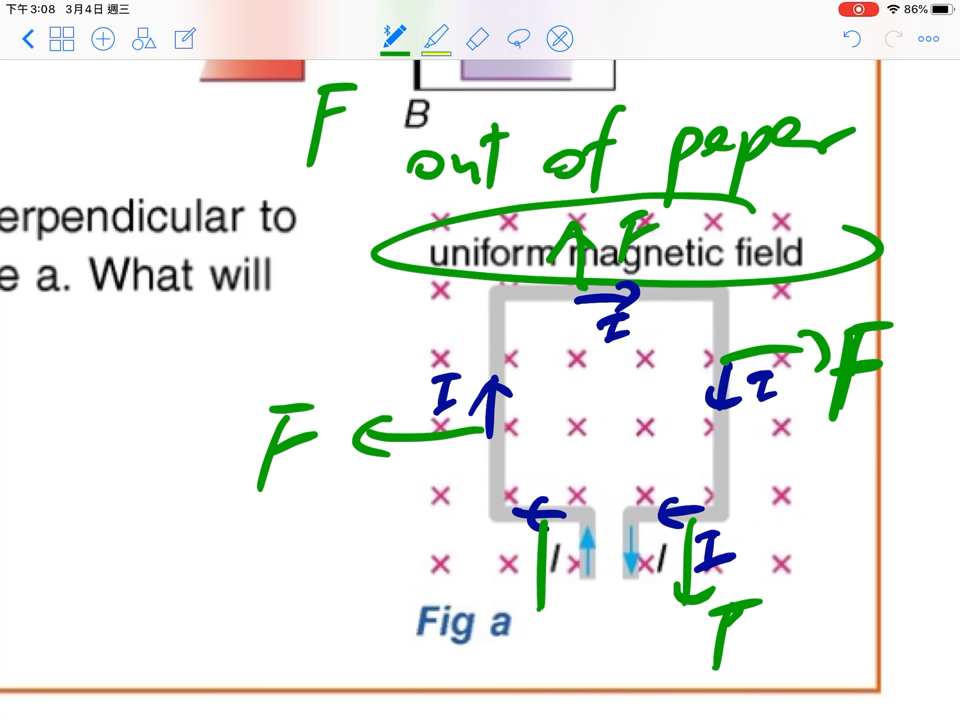 下午3:08 3月4日 週三
86%
F
B
out of peper
erpendicular to
e a. What will
F
uniform magnetic field
I
I
I
F
F
I
I
I
F
Fig a